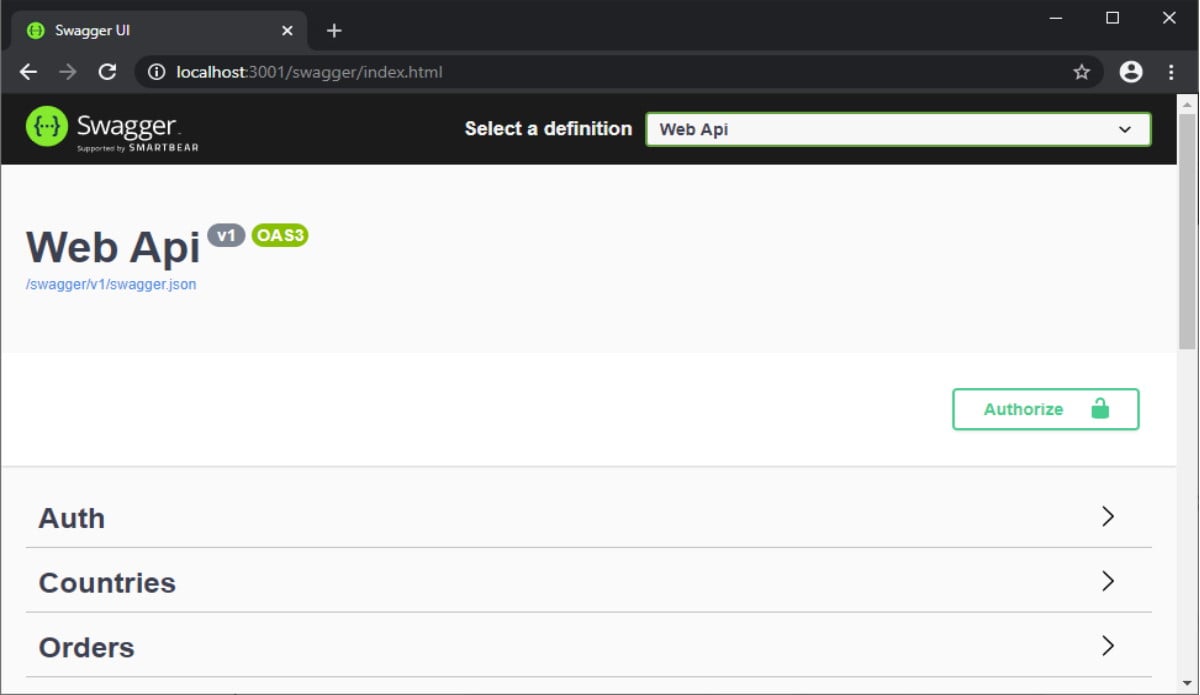 Swagger UI
localhost:3001/swagger/index.html
Swagger.
Supported by SMARTBEAR
Select a definition
Web Api
Web Api v1 OAS3
/swagger/v1/swagger.json
Authorize
Auth
Countries
Orders